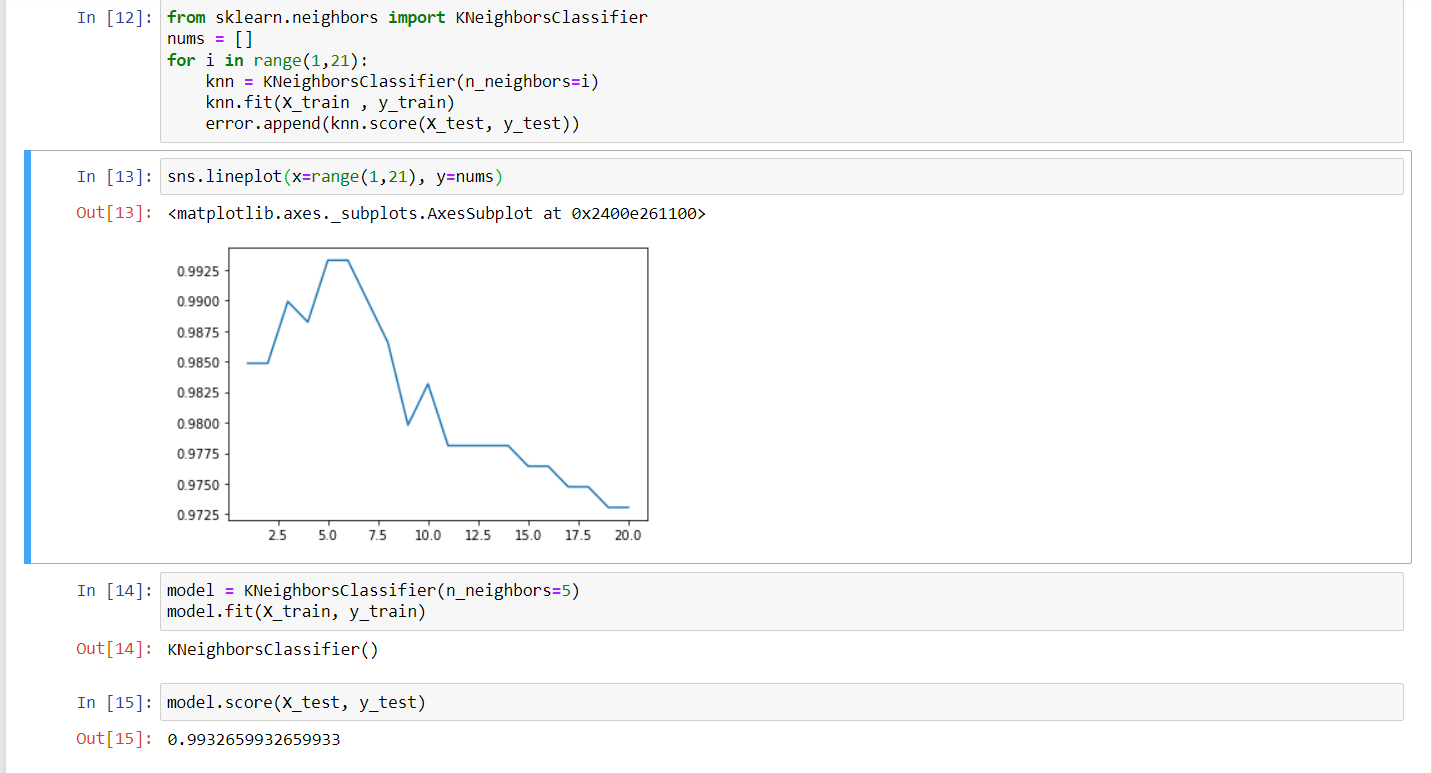 In [12]: from sklearn.neighbors import KNeighborsClassifier
nums = []
for i in range(1,21):
    knn = KNeighborsClassifier(n_neighbors=i)
    knn.fit(X_train , y_train)
    error.append(knn.score(X_test, y_test))
In [13]: sns.lineplot(x=range(1,21), y=nums)
Out[13]: <matplotlib.axes._subplots.AxesSubplot at 0x2400e261100>
0.9925
0.9900
0.9875
0.9850
0.9825
0.9800
0.9775
0.9750
0.9725
2.5 5.0 7.5 10.0 12.5 15.0 17.5 20.0
In [14]: model = KNeighborsClassifier(n_neighbors=5)
model.fit(X_train, y_train)
Out[14]: KNeighborsClassifier()
In [15]: model.score(X_test, y_test)
Out[15]: 0.9932659932659933